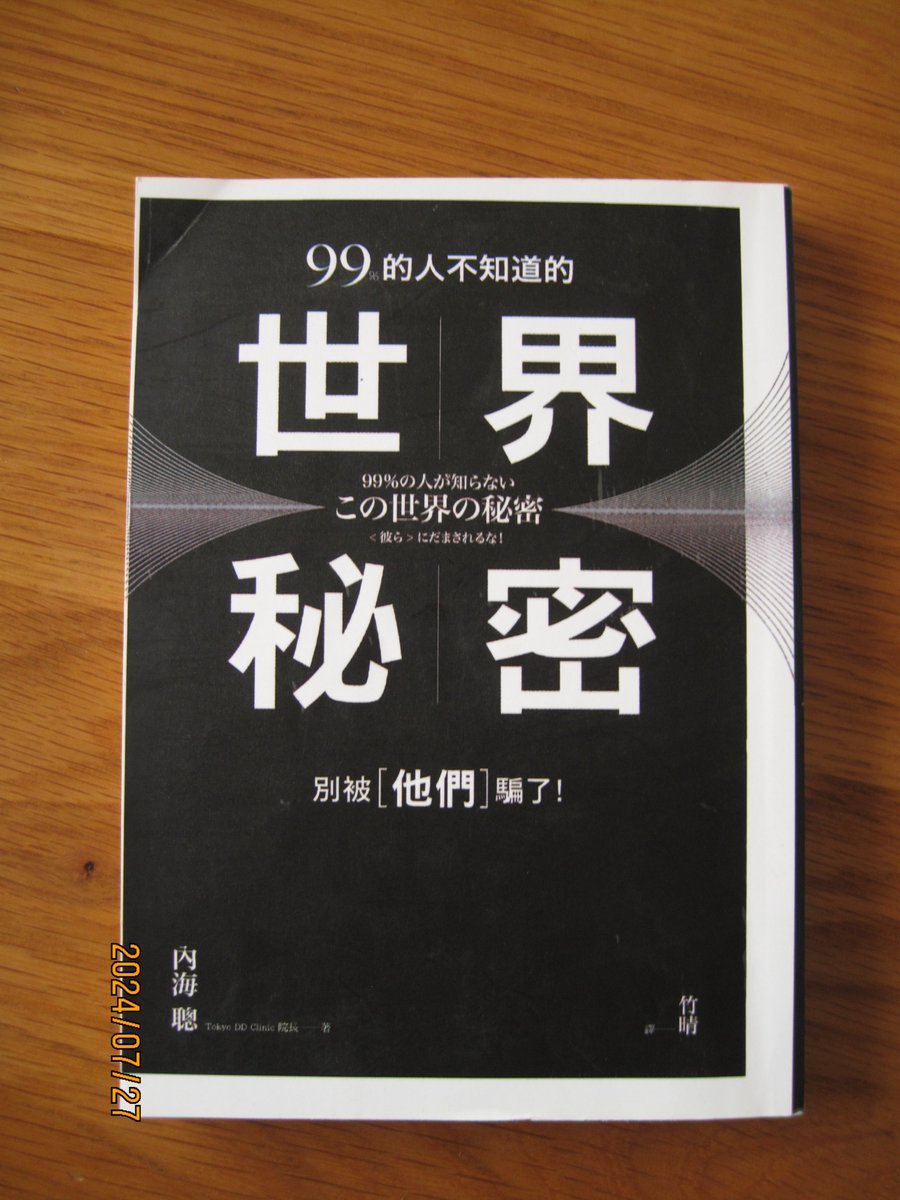 99%的人不知道的
世界
99%の人が知らない
この世界の秘密
<彼ら>にだまされるな!
秘密
別被[他們]騙了!
內海 聰 Tokyo DD Clinic 院長——著
竹晴 譯——
2024/07/27